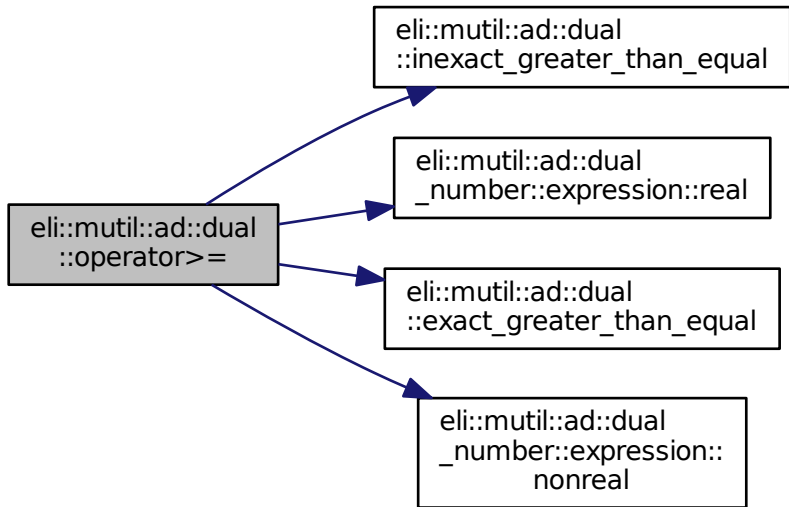 eli::mutil::ad::dual
::operator>=
eli::mutil::ad::dual
::inexact_greater_than_equal
eli::mutil::ad::dual
_number::expression::real
eli::mutil::ad::dual
::exact_greater_than_equal
eli::mutil::ad::dual
_number::expression::
nonreal